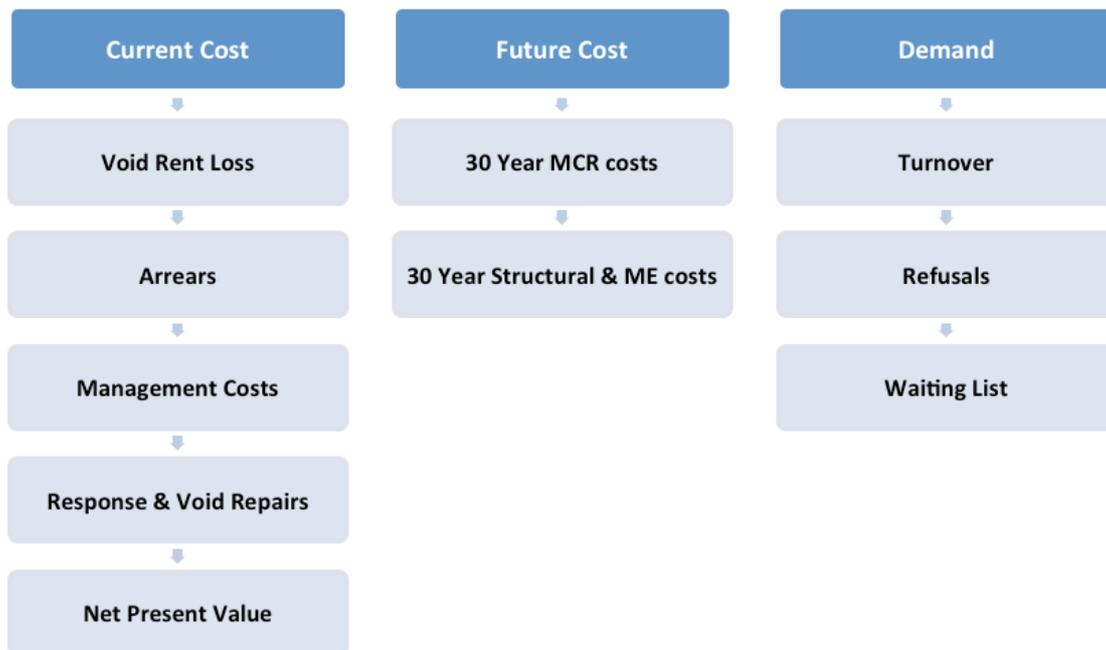 Current Cost
Void Rent Loss
Arrears
Management Costs
Response & Void Repairs
Net Present Value
Future Cost
30 Year MCR costs
30 Year Structural & ME costs
Demand
Turnover
Refusals
Waiting List